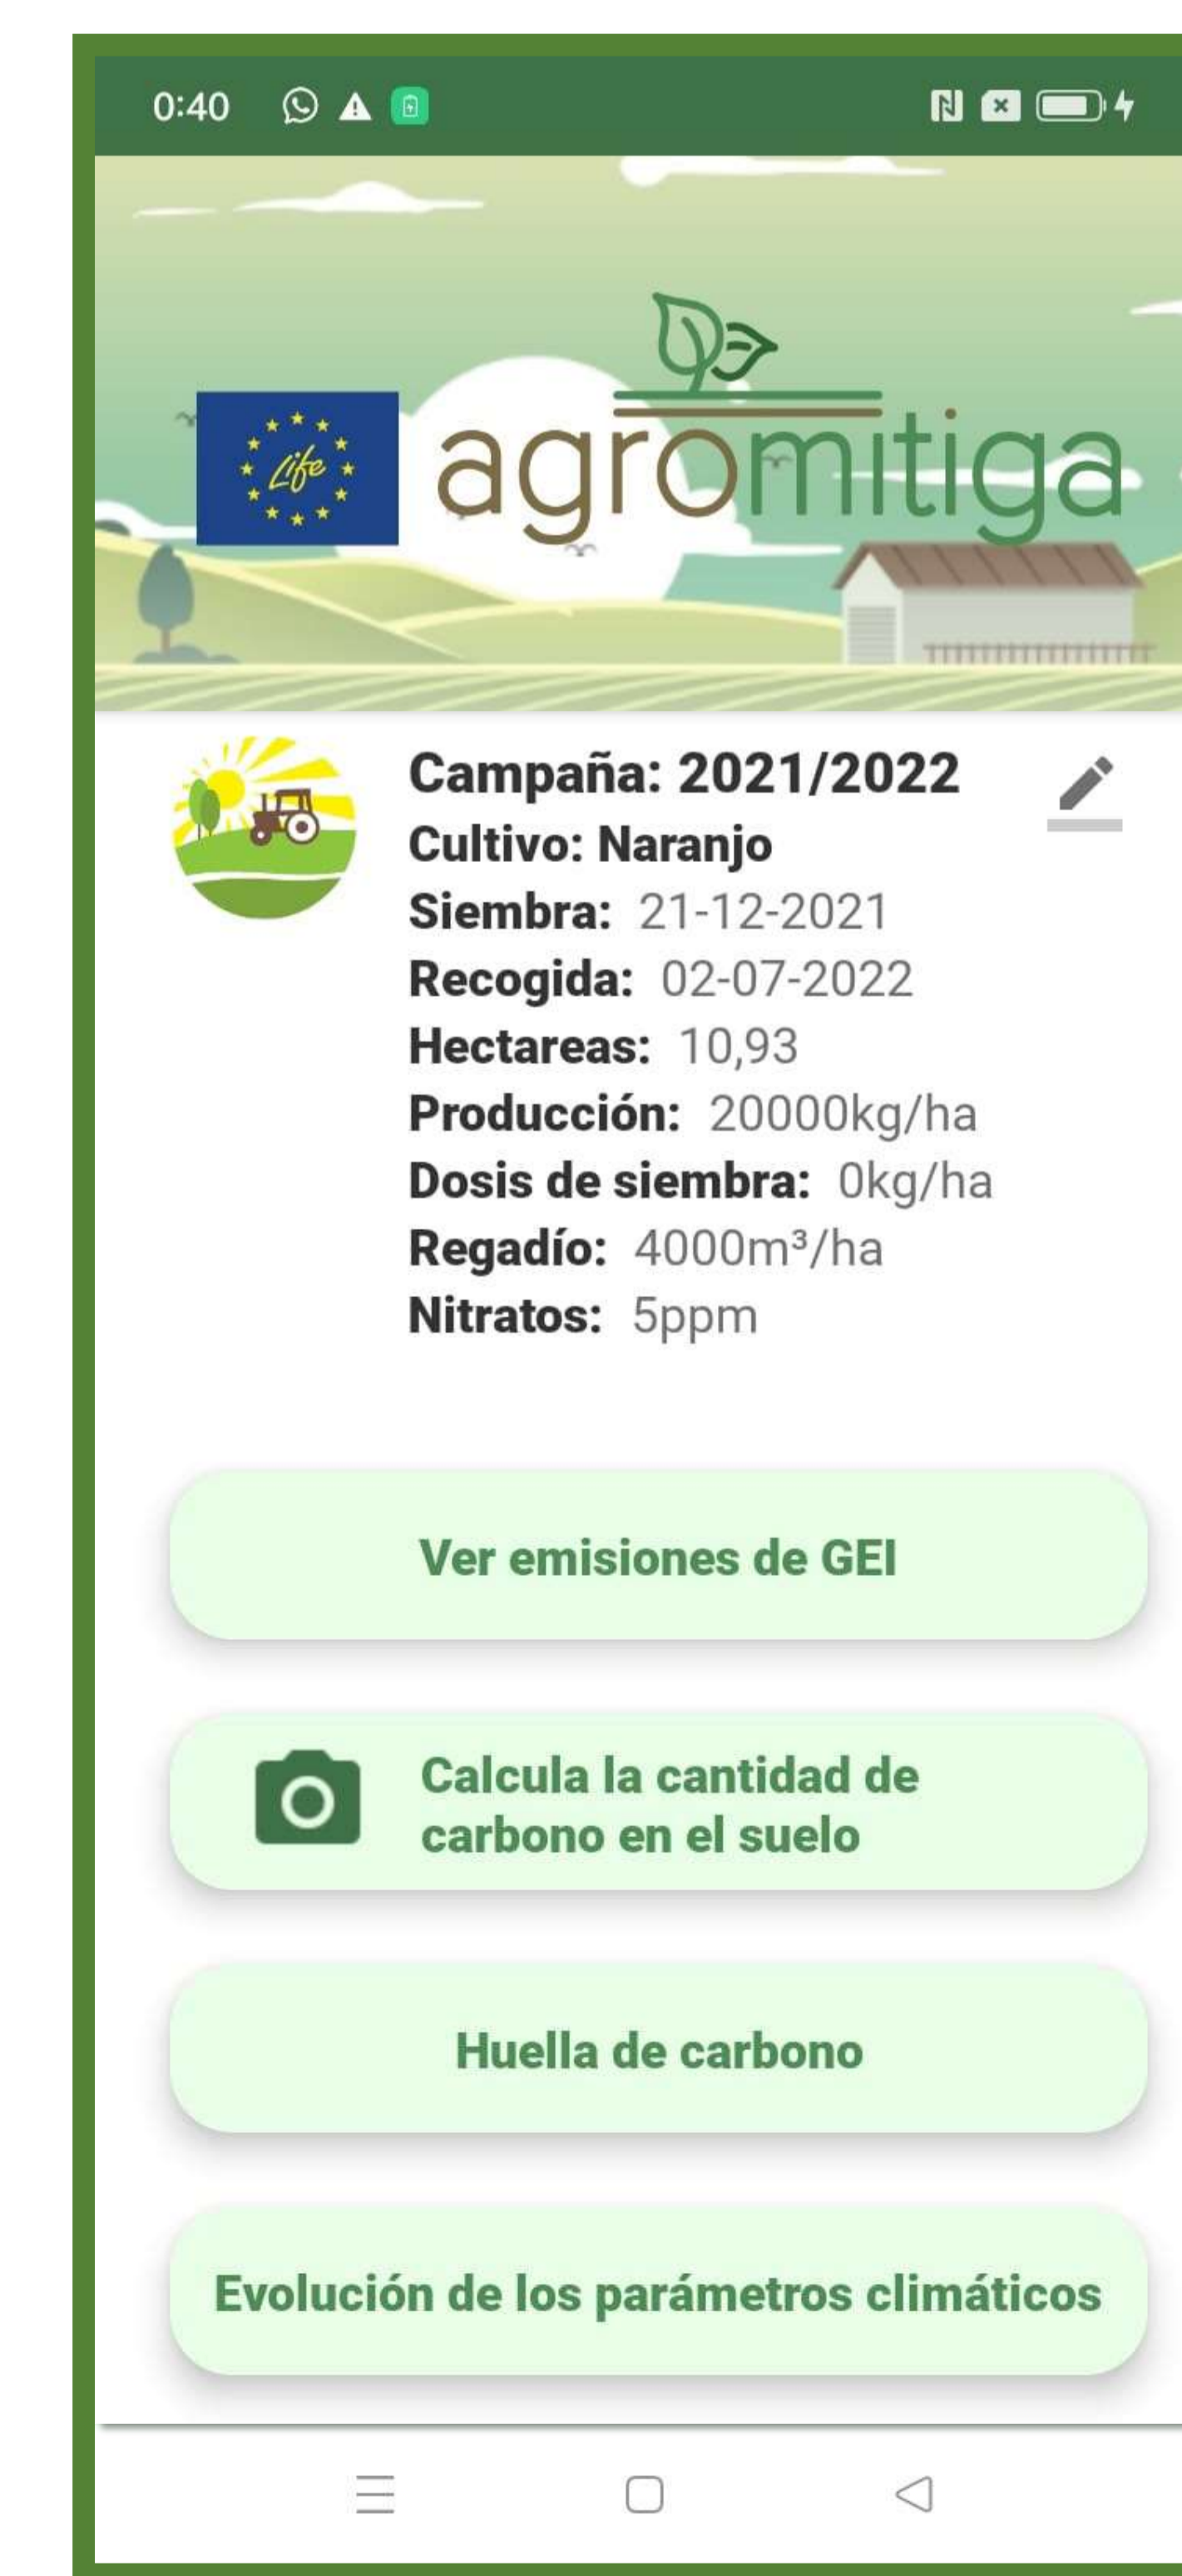 0:40
Life
agromitiga
Campaña: 2021/2022
Cultivo: Naranjo
Siembra: 21-12-2021
Recogida: 02-07-2022
Hectareas: 10,93
Producción: 20000kg/ha
Dosis de siembra: 0kg/ha
Regadío: 4000m³/ha
Nitratos: 5ppm
Ver emisiones de GEI
Calcula la cantidad de
carbono en el suelo
Huella de carbono
Evolución de los parámetros climáticos